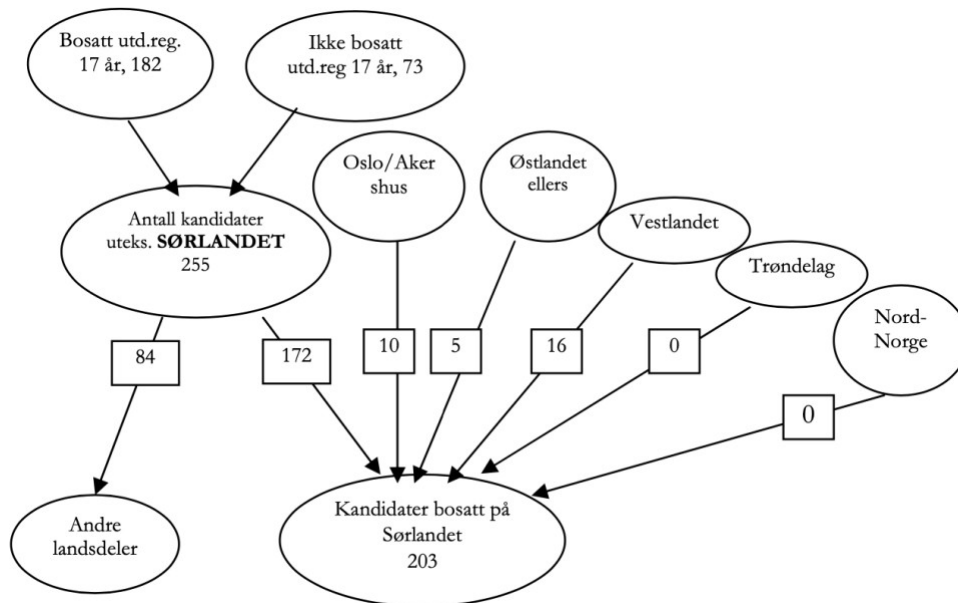 Bosatt utd.reg.
17 år, 182
Ikke bosatt
utd.reg 17 år, 73
Oslo/Aker
shus
Østlandet
ellers
Vestlandet
Trøndelag
Nord-
Norge
Antall kandidater
uteks. SØRLANDET
255
84
172
10
5
16
0
0
Andre
landsdeler
Kandidater bosatt på
Sørlandet
203